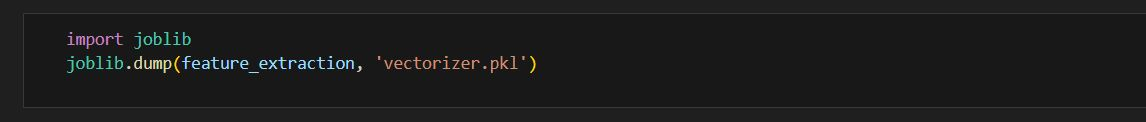 import joblib
joblib.dump(feature_extraction, 'vectorizer.pkl')